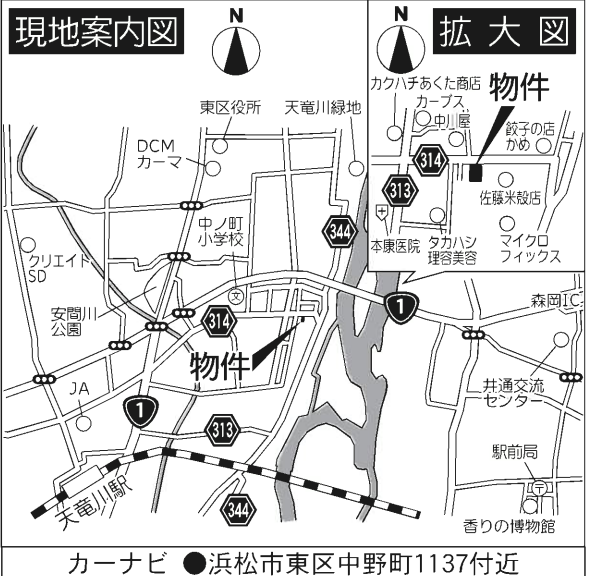 現地案内図
N
東区役所
天竜川緑地
DCM
カーマ
344
中ノ町
小学校
文
クリエイト
SD
安間川
公園
314
1
物件
森岡IC
JA
1
313
井通交流
センター
駅前局
天竜川駅
344
香りの博物館
拡大図
N
カクハチあくた商店
カーブス
中川屋
物件
餃子の店
かめ
314
313
佐藤米穀店
本康医院
タカハシ
理容美容
マイクロ
フィックス
カーナビ ●浜松市東区中野町1137付近